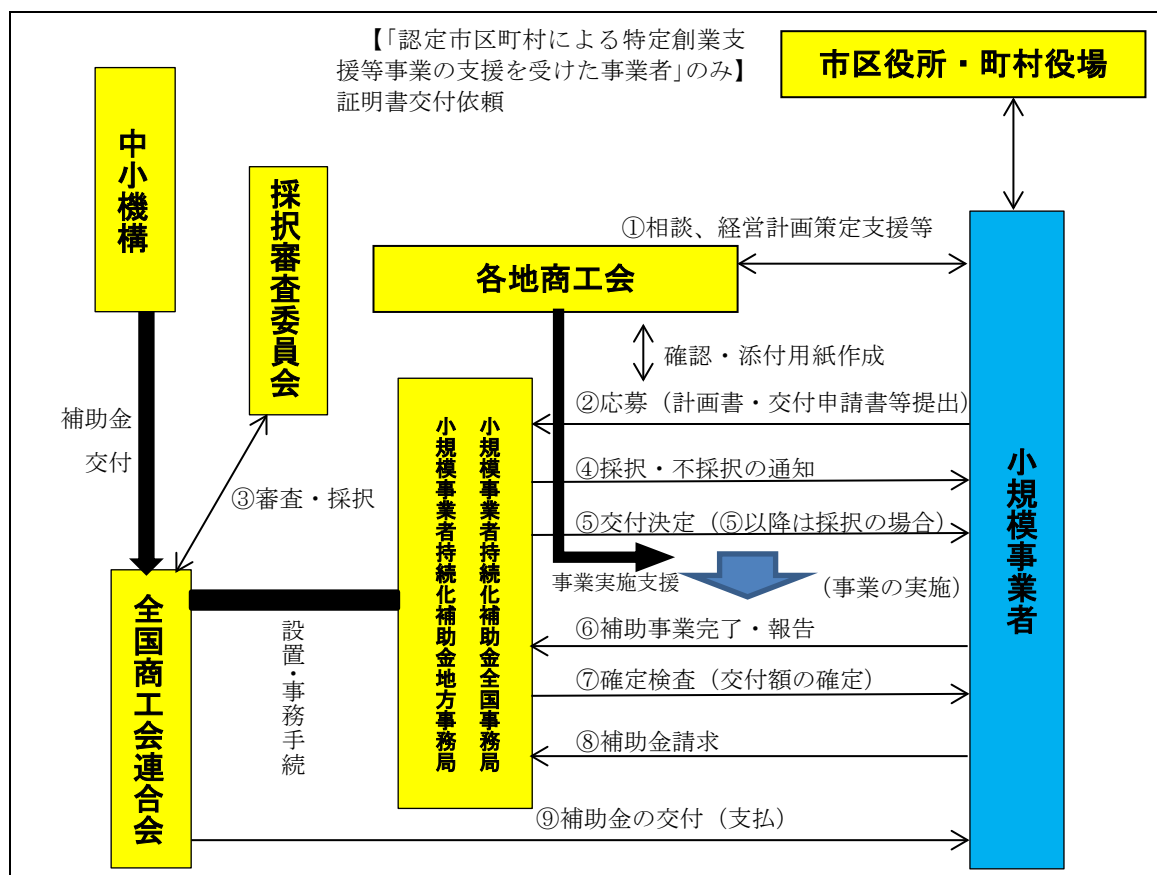 【「認定市区町村による特定創業支
援等事業の支援を受けた事業者」のみ】
証明書交付依頼
市区役所・町村役場
中小機構
採択審査委員会
①相談、経営計画策定支援等
各地商工会
確認・添付用紙作成
補助金
交付
②応募（計画書・交付申請書等提出）
③審査・採択
④採択・不採択の通知
⑤交付決定（⑤以降は採択の場合）
事業実施支援
（事業の実施）
小規模事業者持続化補助金全国事務局
小規模事業者持続化補助金地方事務局
小規模事業者
全国商工会連合会
設置・事務手続
⑥補助事業完了・報告
⑦確定検査（交付額の確定）
⑧補助金請求
⑨補助金の交付（支払）